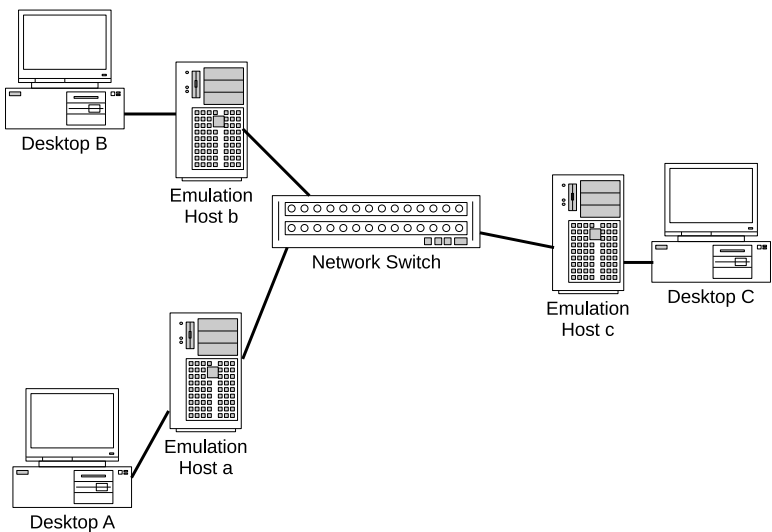 Desktop B
Emulation
Host b
Network Switch
Emulation
Host c
Desktop C
Emulation
Host a
Desktop A